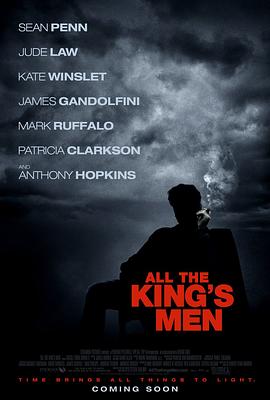 SEAN PENN
JUDE LAW
KATE WINSLET
JAMES GANDOLFINI
MARK RUFFALO
PATRICIA CLARKSON
AND
ANTHONY HOPKINS
ALL THE
KING'S
MEN
TIME BRINGS ALL THINGS TO LIGHT.
COMING SOON